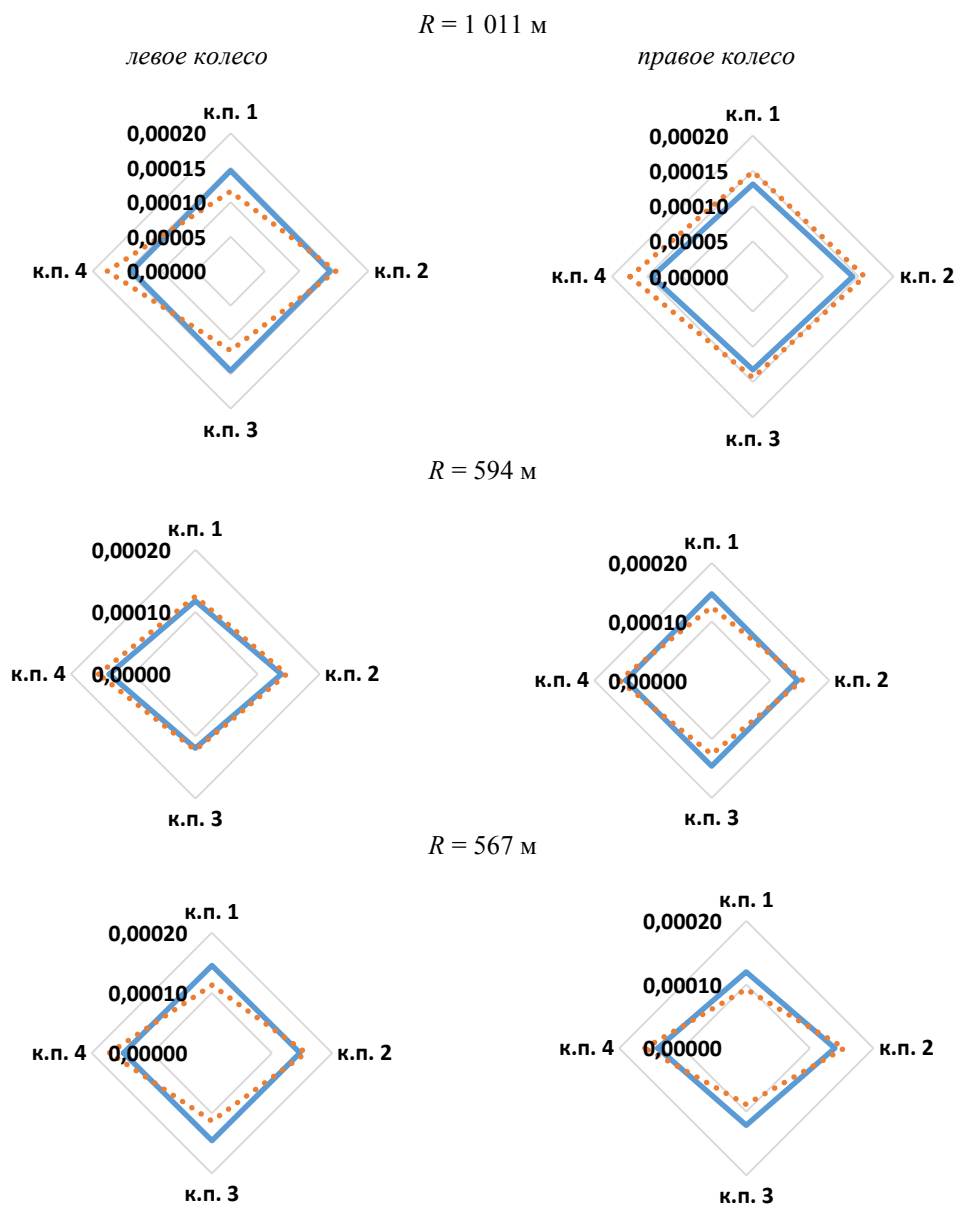 R = 1 011 м
левое колесо
правое колесо
к.п. 1
0,00020
0,00015
0,00010
0,00005
0,00000
к.п. 4
к.п. 2
к.п. 3
к.п. 1
0,00020
0,00015
0,00010
0,00005
0,00000
к.п. 4
к.п. 2
к.п. 3
R = 594 м
к.п. 1
0,00020
0,00010
0,00000
к.п. 4
к.п. 2
к.п. 3
к.п. 1
0,00020
0,00010
0,00000
к.п. 4
к.п. 2
к.п. 3
R = 567 м
к.п. 1
0,00020
0,00010
0,00000
к.п. 4
к.п. 2
к.п. 3
к.п. 1
0,00020
0,00010
0,00000
к.п. 4
к.п. 2
к.п. 3